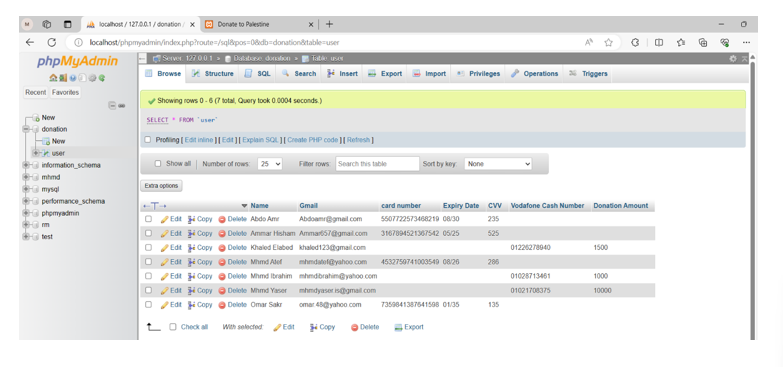 localhost / 127.0.0.1 / donation /
Donate to Palestine
localhost/phpmyadmin/index.php?route=/sql&pos=0&db=donation&table=user
phpMyAdmin
Recent Favorites
New
donation
New
user
information_schema
mhmd
mysql
performance_schema
phpmyadmin
rm
test
Server: 127.0.0.1 » Database: donation » Table: user
Browse Structure SQL Search Insert Export Import Privileges Operations Triggers
Showing rows 0 - 6 (7 total, Query took 0.0004 seconds.)
SELECT * FROM `user`
Profiling [ Edit inline ] [ Edit ] [ Explain SQL ] [ Create PHP code ] [ Refresh ]
Show all Number of rows: 25 Filter rows: Search this table Sort by key: None
Extra options
Name Gmail card number Expiry Date CVV Vodafone Cash Number Donation Amount
Edit Copy Delete Abdo Amr Abdoamr@gmail.com 5507722573468219 08/30 235
Edit Copy Delete Ammar Hisham Ammar657@gmail.com 3167894521367542 05/25 525
Edit Copy Delete Khaled Elabed khaled123@gmail.com 01226278940 1500
Edit Copy Delete Mhmd Atef mhmdatef@yahoo.com 4532759741003549 08/26 286
Edit Copy Delete Mhmd Ibrahim mhmdibrahim@yahoo.com 01028713461 1000
Edit Copy Delete Mhmd Yaser mhmdyaser.is@gmail.com 01021708375 10000
Edit Copy Delete Omar Sakr omar.48@yahoo.com 7359841387641598 01/35 135
Check all With selected: Edit Copy Delete Export